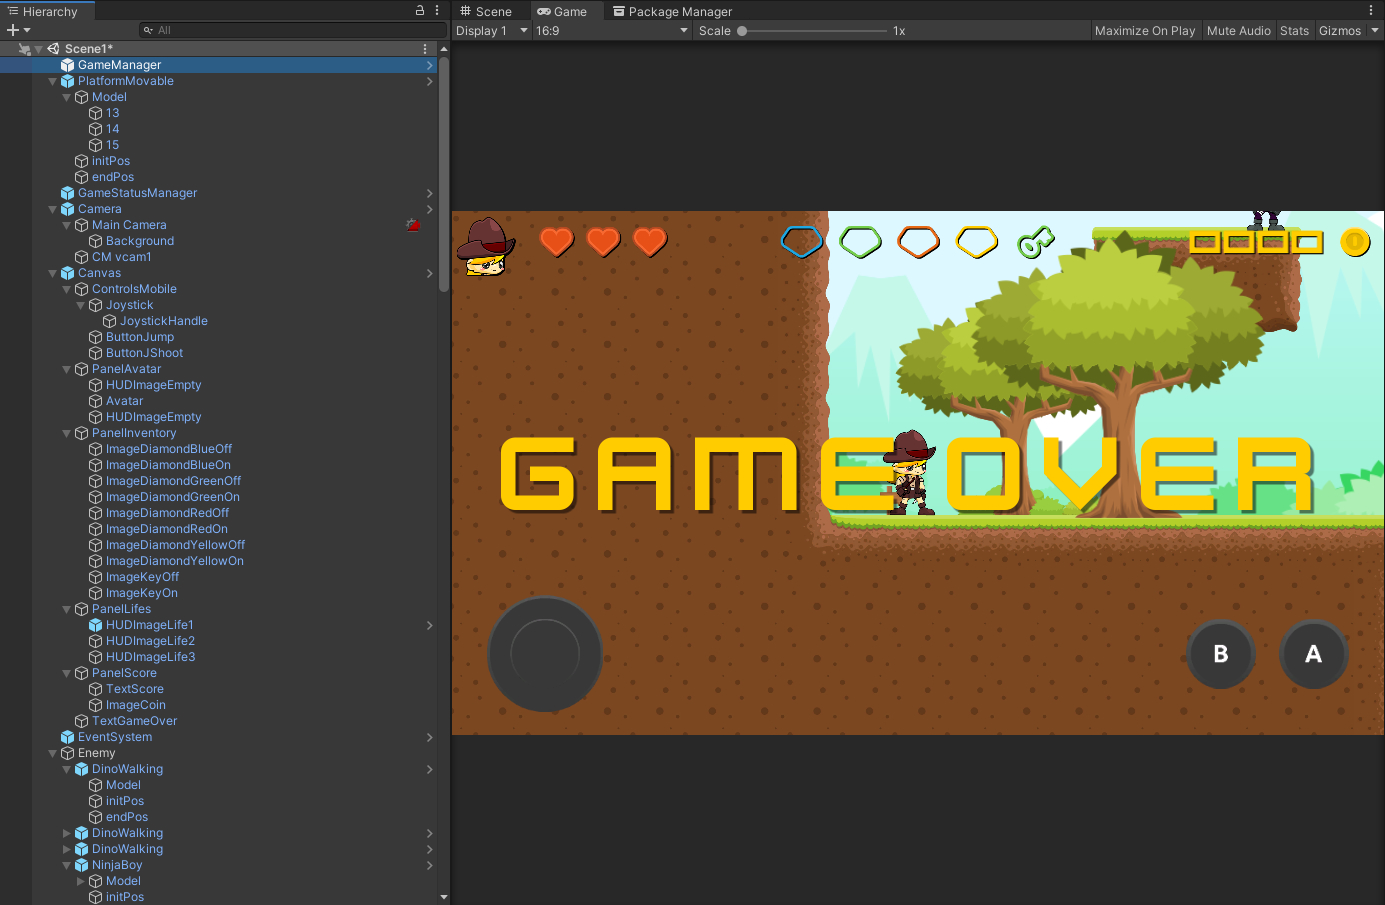 Hierarchy
All
Scene1*
GameManager
PlatformMovable
Model
13
14
15
initPos
endPos
GameStatusManager
Camera
Main Camera
Background
CM vcam1
Canvas
ControlsMobile
Joystick
JoystickHandle
ButtonJump
ButtonJShoot
PanelAvatar
HUDImageEmpty
Avatar
HUDImageEmpty
PanelInventory
ImageDiamondBlueOff
ImageDiamondBlueOn
ImageDiamondGreenOff
ImageDiamondGreenOn
ImageDiamondRedOff
ImageDiamondRedOn
ImageDiamondYellowOff
ImageDiamondYellowOn
ImageKeyOff
ImageKeyOn
PanelLifes
HUDImageLife1
HUDImageLife2
HUDImageLife3
PanelScore
TextScore
ImageCoin
TextGameOver
EventSystem
Enemy
DinoWalking
Model
initPos
endPos
DinoWalking
DinoWalking
NinjaBoy
Model
initPos
Scene Game Package Manager
Display 1 16:9 Scale 1x Maximize On Play Mute Audio Stats Gizmos
0000
GAME OVER
B A